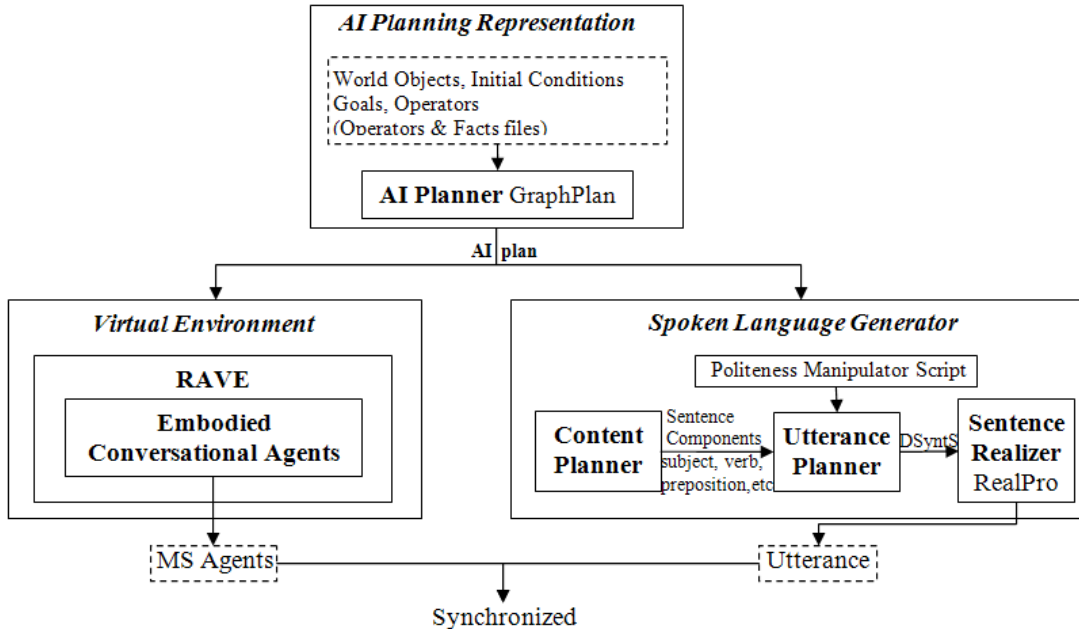 AI Planning Representation
World Objects, Initial Conditions
Goals, Operators
(Operators & Facts files)
AI Planner GraphPlan
AI plan
Virtual Environment
RAVE
Embodied
Conversational Agents
MS Agents
Spoken Language Generator
Politeness Manipulator Script
Content
Planner
Sentence
Components
subject, verb,
preposition,etc
Utterance
Planner
DSyntS
Sentence
Realizer
RealPro
Utterance
Synchronized